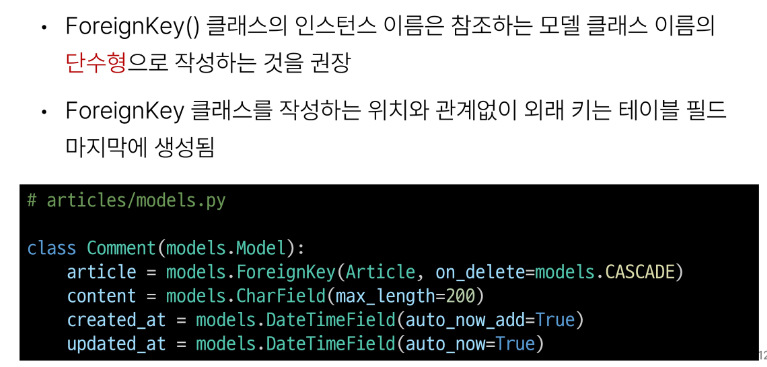 • ForeignKey() 클래스의 인스턴스 이름은 참조하는 모델 클래스 이름의
단수형으로 작성하는 것을 권장
• ForeignKey 클래스를 작성하는 위치와 관계없이 외래 키는 테이블 필드
마지막에 생성됨
# articles/models.py
class Comment(models.Model):
    article = models.ForeignKey(Article, on_delete=models.CASCADE)
    content = models.CharField(max_length=200)
    created_at = models.DateTimeField(auto_now_add=True)
    updated_at = models.DateTimeField(auto_now=True)